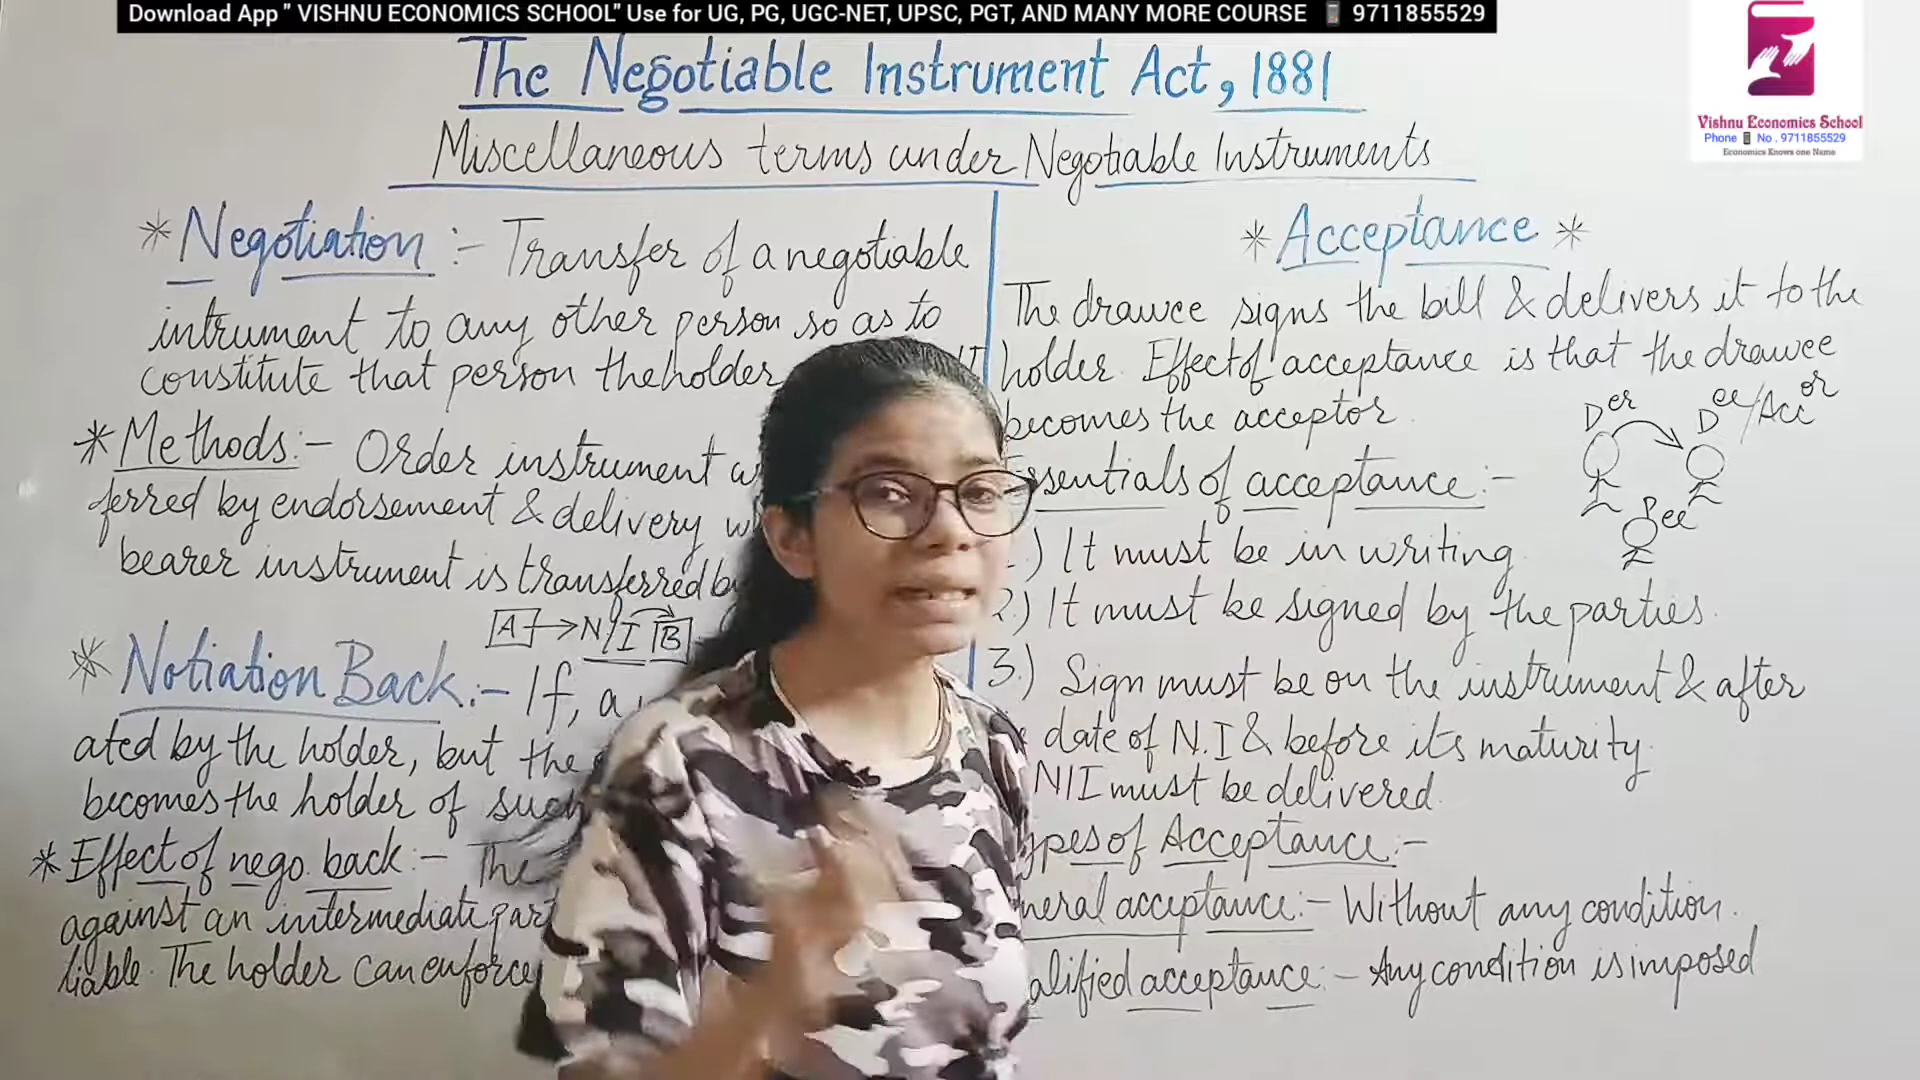 Download App " VISHNU ECONOMICS SCHOOL" Use for UG, PG, UGC-NET, UPSC, PGT, AND MANY MORE COURSE 📱 9711855529
Vishnu Economics School
Phone 📱 No . 9711855529
Economics Knows one Name
The Negotiable Instrument Act, 1881
Miscellaneous terms under Negotiable Instruments
* Negotiation :- Transfer of a negotiable
intrument to any other person so as to
constitute that person the holder
* Methods :- Order instrument
ferred by endorsement & delivery
bearer instrument is transferred
A → N/I B
* Notiation Back :- If, a
ated by the holder, but the
becomes the holder of such
* Effect of nego. back :- The
against an intermediate
liable. The holder can enforce
* Acceptance *
The drawee signs the bill & delivers it to the
holder. Effect of acceptance is that the drawee
becomes the acceptor.
Der Dee/Accor
Pee
of acceptance :-
) It must be in writing
2.) It must be signed by the parties.
3.) Sign must be on the instrument & after
date of N.I & before its maturity.
N/I must be delivered.
of Acceptance :-
acceptance :- Without any condition.
acceptance :- Any condition is imposed